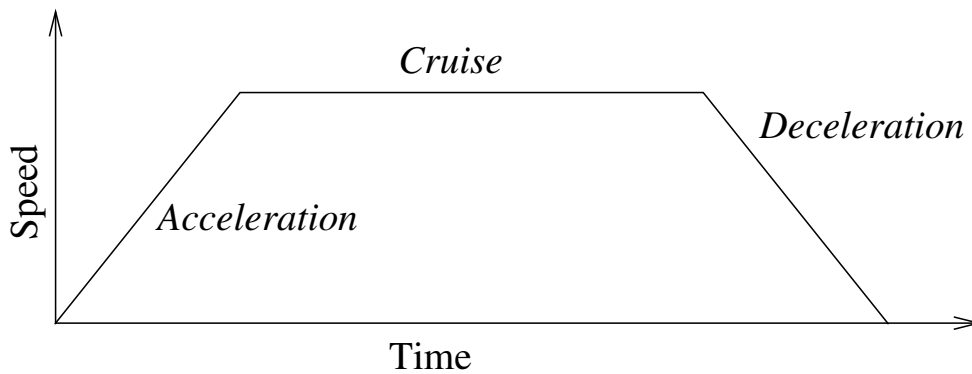 Cruise
Deceleration
Speed
Acceleration
Time